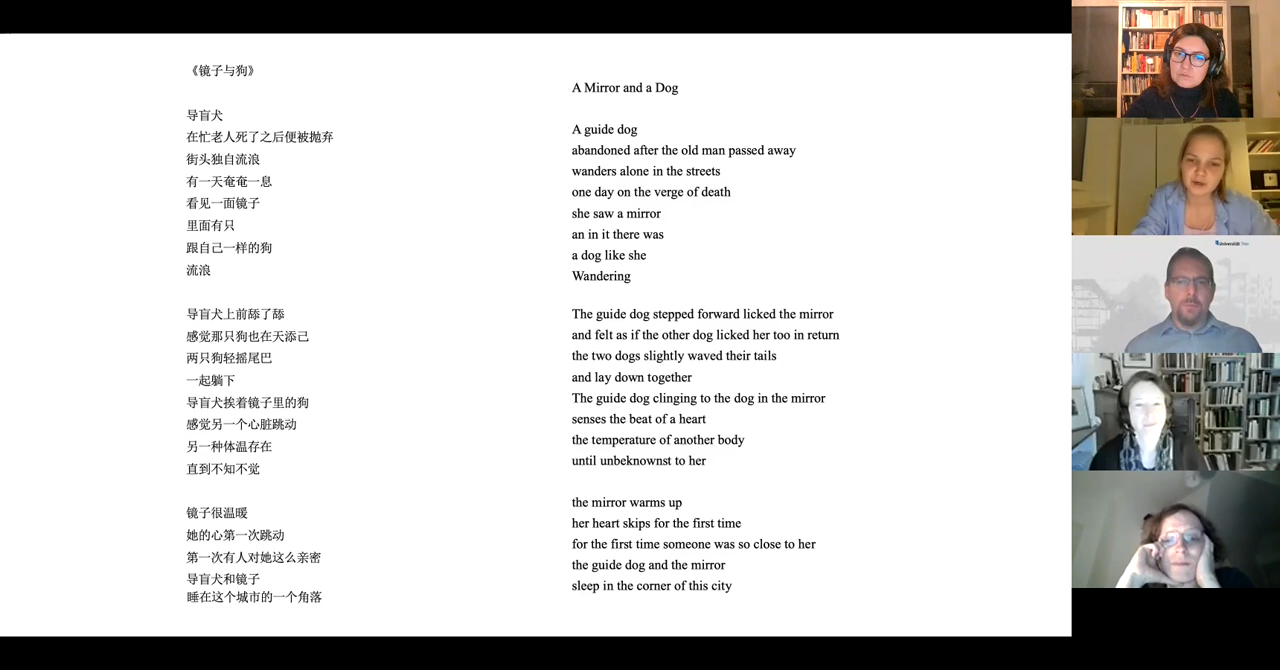 《镜子与狗》
导盲犬
在忙老人死了之后便被抛弃
街头独自流浪
有一天奄奄一息
看见一面镜子
里面有只
跟自己一样的狗
流浪
导盲犬上前舔了舔
感觉那只狗也在天添己
两只狗轻摇尾巴
一起躺下
导盲犬挨着镜子里的狗
感觉另一个心脏跳动
另一种体温存在
直到不知不觉
镜子很温暖
她的心第一次跳动
第一次有人对她这么亲密
导盲犬和镜子
睡在这个城市的一个角落
A Mirror and a Dog
A guide dog
abandoned after the old man passed away
wanders alone in the streets
one day on the verge of death
she saw a mirror
an in it there was
a dog like she
Wandering
The guide dog stepped forward licked the mirror
and felt as if the other dog licked her too in return
the two dogs slightly waved their tails
and lay down together
The guide dog clinging to the dog in the mirror
senses the beat of a heart
the temperature of another body
until unbeknownst to her
the mirror warms up
her heart skips for the first time
for the first time someone was so close to her
the guide dog and the mirror
sleep in the corner of this city
Universität Trier